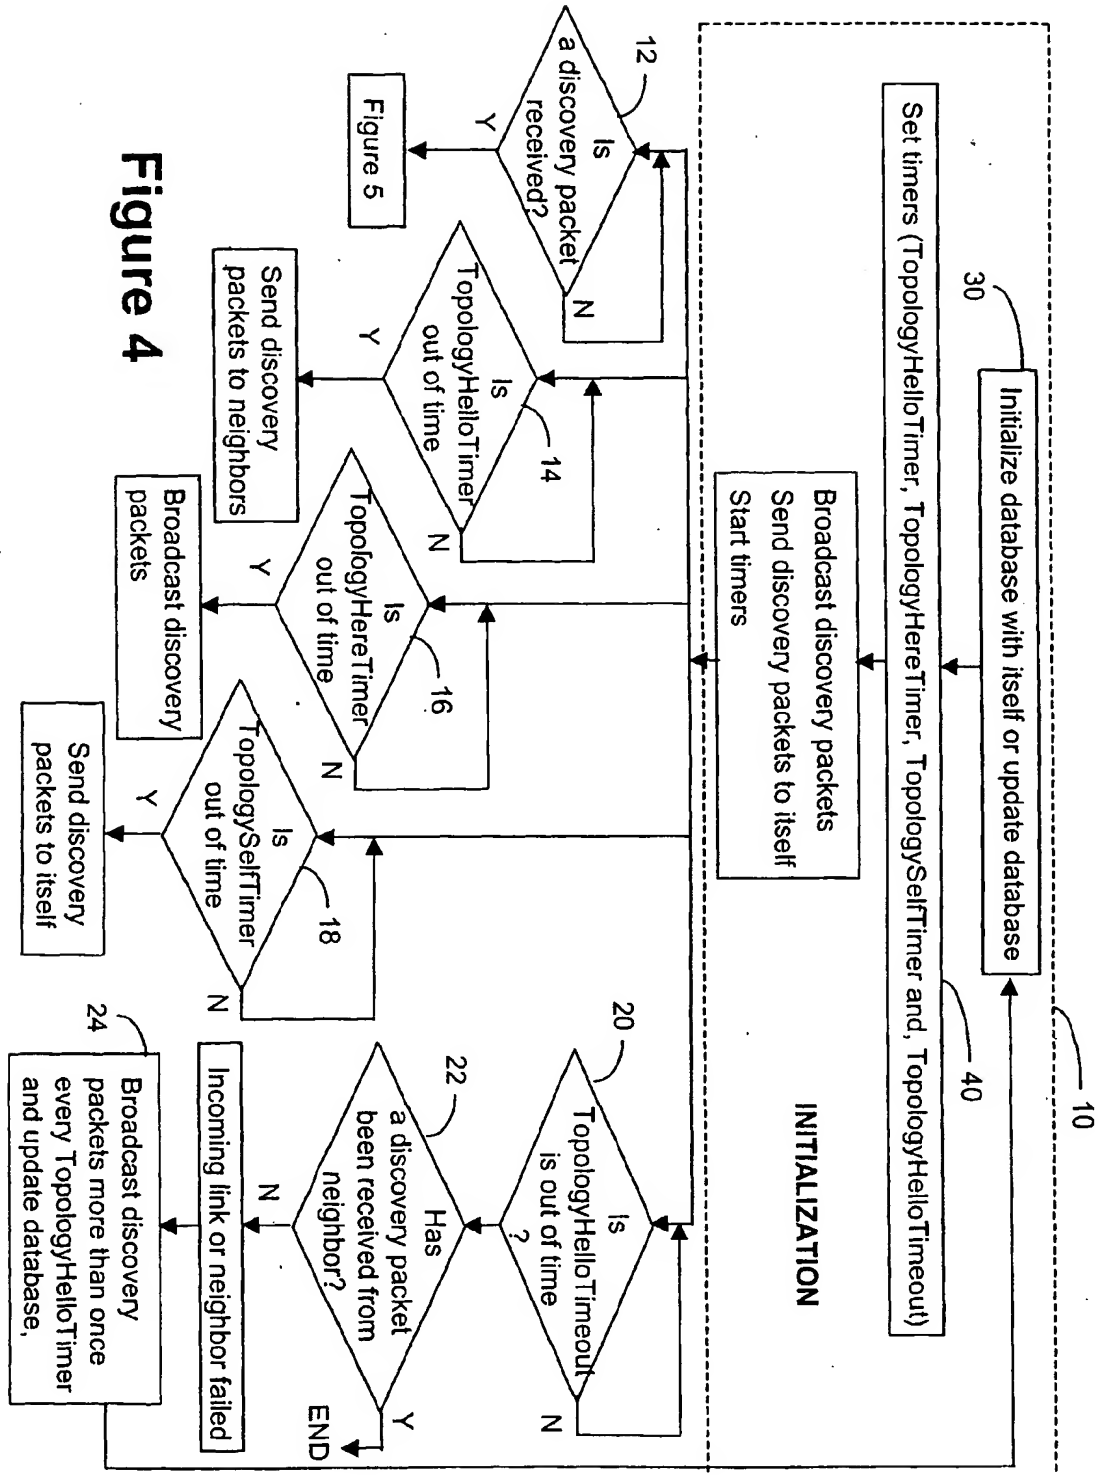 10
30
Initialize database with itself or update database
40
Set timers (TopologyHelloTimer, TopologyHereTimer, TopologySelfTimer and, TopologyHelloTimeout)
INITIALIZATION
Broadcast discovery packets
Send discovery packets to itself
Start timers
12
Is
a discovery packet
received?
N
Y
Figure 5
14
Is
TopologyHelloTimer
out of time
N
Y
Send discovery
packets to neighbors
16
Is
TopologyHereTimer
out of time
N
Y
Broadcast discovery
packets
18
Is
TopologySelfTimer
out of time
N
Y
Send discovery
packets to itself
20
Is
TopologyHelloTimeout
is out of time
?
N
22
Has
a discovery packet
been received from
neighbor?
Y
END
N
Incoming link or neighbor failed
24
Broadcast discovery
packets more than once
every TopologyHelloTimer
and update database,
Figure 4